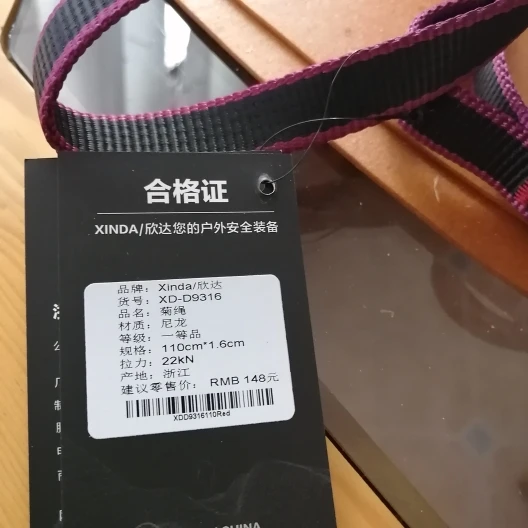 合格证
XINDA/欣达您的户外安全装备
品牌： Xinda/欣达
货号： XD-D9316
品名： 菊绳
材质： 尼龙
等级： 一等品
规格： 110cm*1.6cm
拉力： 22kN
产地： 浙江
建议零售价： RMB 148元
XDD9316110Red
CHINA